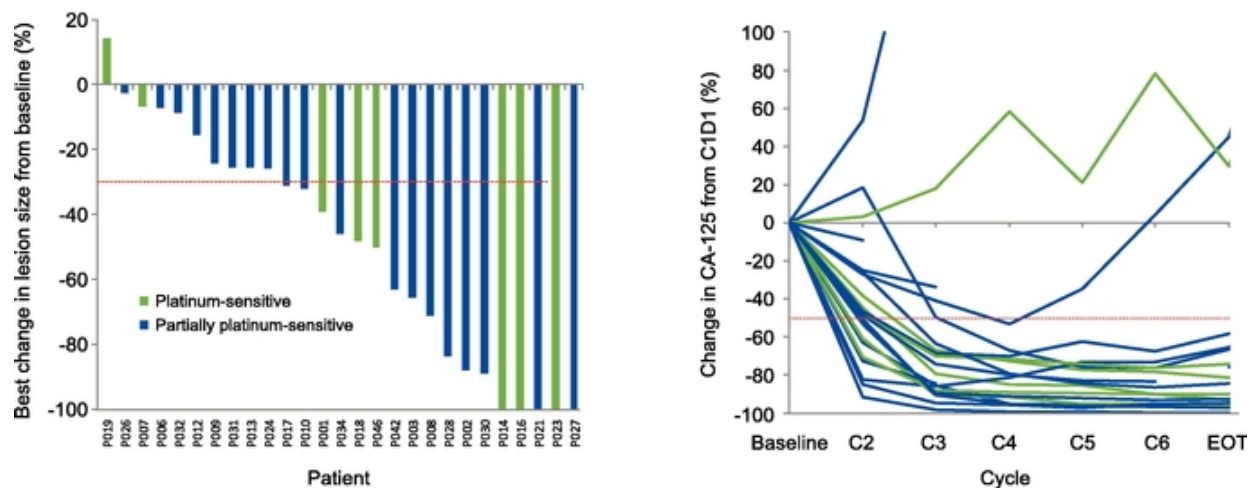 Best change in lesion size from baseline (%)
20
0
-20
-40
-60
-80
-100
Platinum-sensitive
Partially platinum-sensitive
P019
P026
P007
P006
P032
P012
P009
P031
P013
P024
P017
P010
P001
P034
P018
P046
P042
P003
P008
P028
P002
P030
P014
P016
P021
P023
P027
Patient
Change in CA-125 from C1D1 (%)
100
80
60
40
20
0
-20
-40
-60
-80
-100
Baseline C2 C3 C4 C5 C6 EOT
Cycle